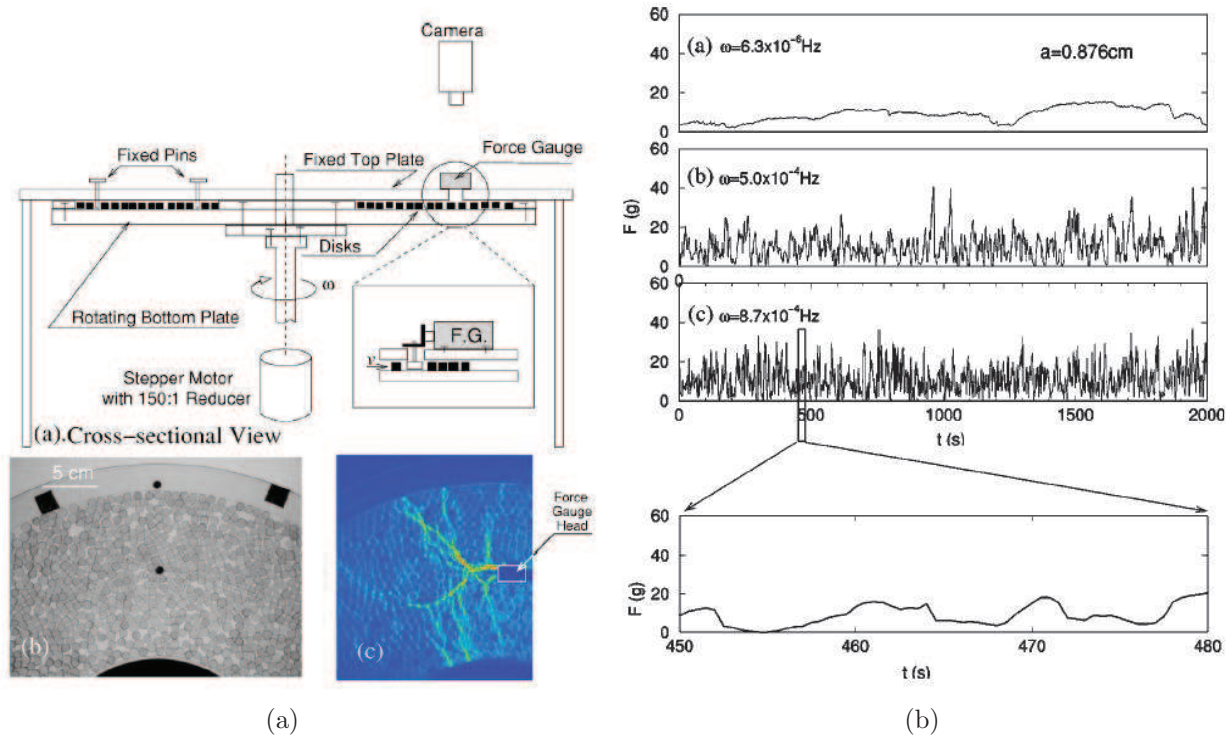 Camera
Fixed Pins
Fixed Top Plate
Force Gauge
Disks
ω
Rotating Bottom Plate
F.G.
v
Stepper Motor
with 150:1 Reducer
(a).Cross-sectional View
5 cm
(b)
(c)
Force
Gauge
Head
(a)
60
40
20
0
(a) ω=6.3x10⁻⁶Hz
a=0.876cm
60
40
20
0
F (g)
(b) ω=5.0x10⁻⁴Hz
0
60
40
20
0
(c) ω=8.7x10⁻⁴Hz
0 500 1000 1500 2000
t (s)
60
40
20
0
F (g)
450 460 470 480
t (s)
(b)